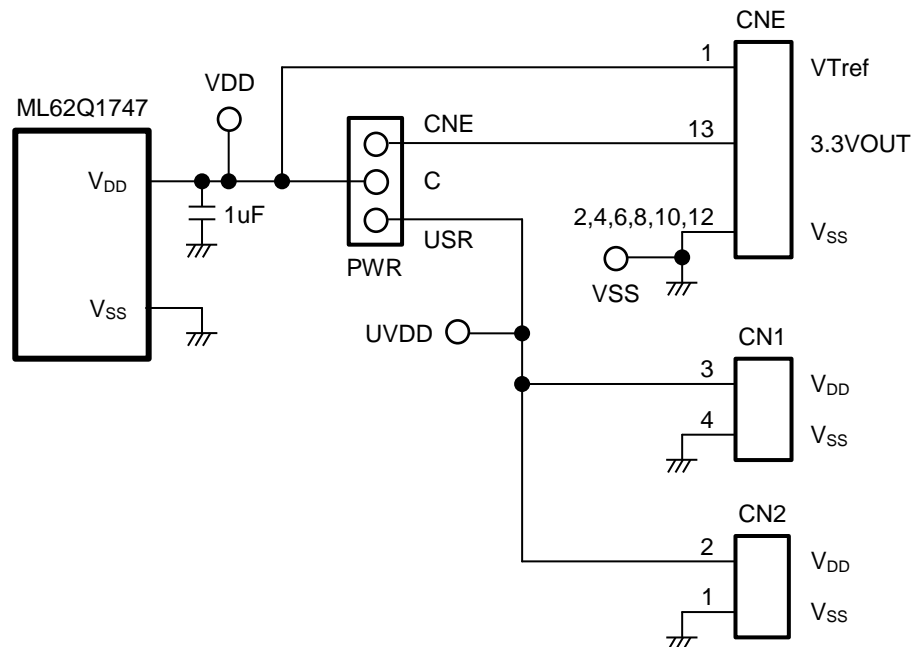 CNE
1
VTref
VDD
ML62Q1747
CNE
13
3.3VOUT
VDD
C
1uF
2,4,6,8,10,12
VSS
USR
PWR
VSS
VSS
UVDD
CN1
3
VDD
4
VSS
CN2
2
VDD
1
VSS